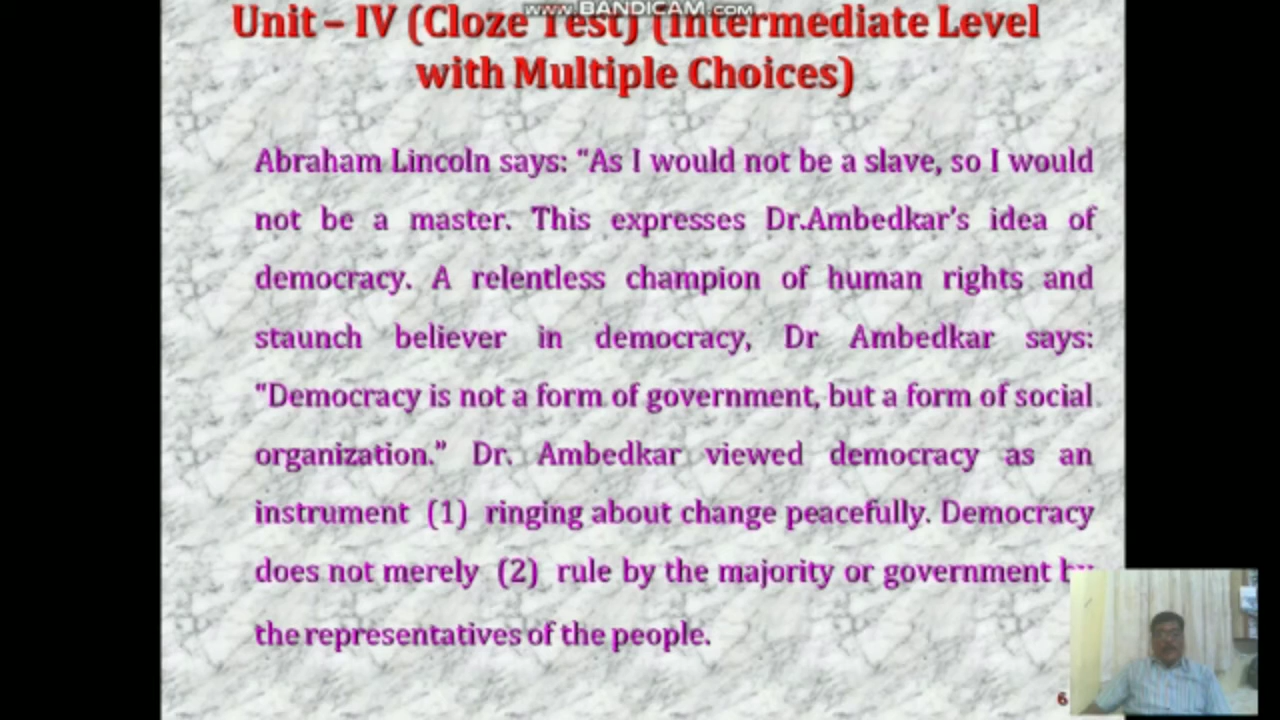 www.BANDICAM.com
Unit – IV (Cloze Test) (Intermediate Level
with Multiple Choices)
Abraham Lincoln says: “As I would not be a slave, so I would
not be a master. This expresses Dr.Ambedkar’s idea of
democracy. A relentless champion of human rights and
staunch believer in democracy, Dr Ambedkar says:
“Democracy is not a form of government, but a form of social
organization.” Dr. Ambedkar viewed democracy as an
instrument (1) ringing about change peacefully. Democracy
does not merely (2) rule by the majority or government by
the representatives of the people.
6